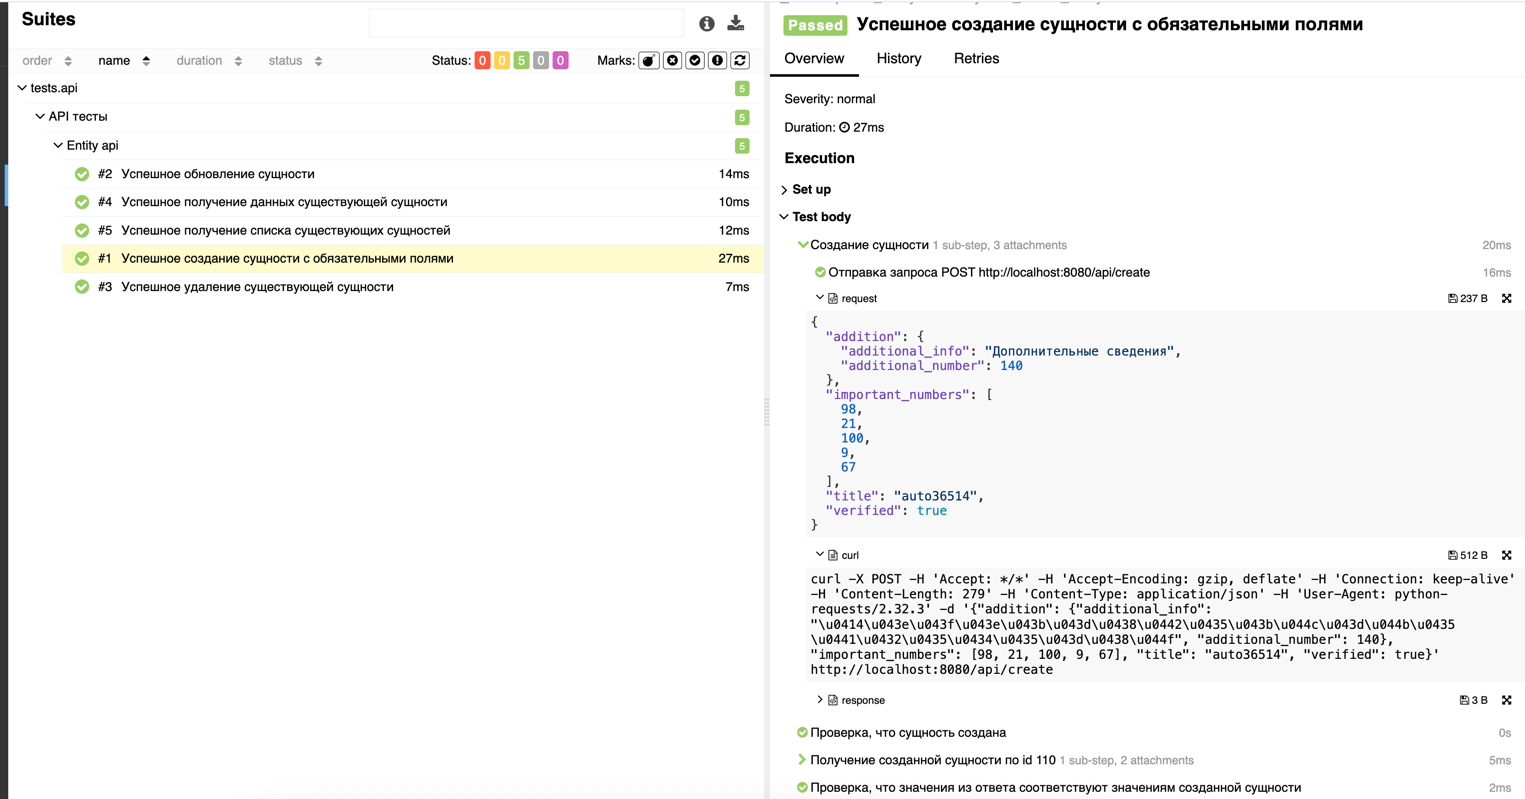 Suites
order name duration status Status: 0 0 5 0 0 Marks:
tests.api 5
API тесты 5
Entity api 5
#2 Успешное обновление сущности 14ms
#4 Успешное получение данных существующей сущности 10ms
#5 Успешное получение списка существующих сущностей 12ms
#1 Успешное создание сущности с обязательными полями 27ms
#3 Успешное удаление существующей сущности 7ms
Passed Успешное создание сущности с обязательными полями
Overview History Retries
Severity: normal
Duration: 27ms
Execution
Set up
Test body
Создание сущности 1 sub-step, 3 attachments 20ms
Отправка запроса POST http://localhost:8080/api/create 16ms
request 237 B
{
"addition": {
"additional_info": "Дополнительные сведения",
"additional_number": 140
},
"important_numbers": [
98,
21,
100,
9,
67
],
"title": "auto36514",
"verified": true
}
curl 512 B
curl -X POST -H 'Accept: */*' -H 'Accept-Encoding: gzip, deflate' -H 'Connection: keep-alive'
-H 'Content-Length: 279' -H 'Content-Type: application/json' -H 'User-Agent: python-
requests/2.32.3' -d '{"addition": {"additional_info":
"\u0414\u043e\u043f\u043e\u043b\u043d\u0438\u0442\u0435\u043b\u044c\u043d\u044b\u0435
\u0441\u0432\u0435\u0434\u0435\u043d\u0438\u044f", "additional_number": 140},
"important_numbers": [98, 21, 100, 9, 67], "title": "auto36514", "verified": true}'
http://localhost:8080/api/create
response 3 B
Проверка, что сущность создана 0s
Получение созданной сущности по id 110 1 sub-step, 2 attachments 5ms
Проверка, что значения из ответа соответствуют значениям созданной сущности 2ms